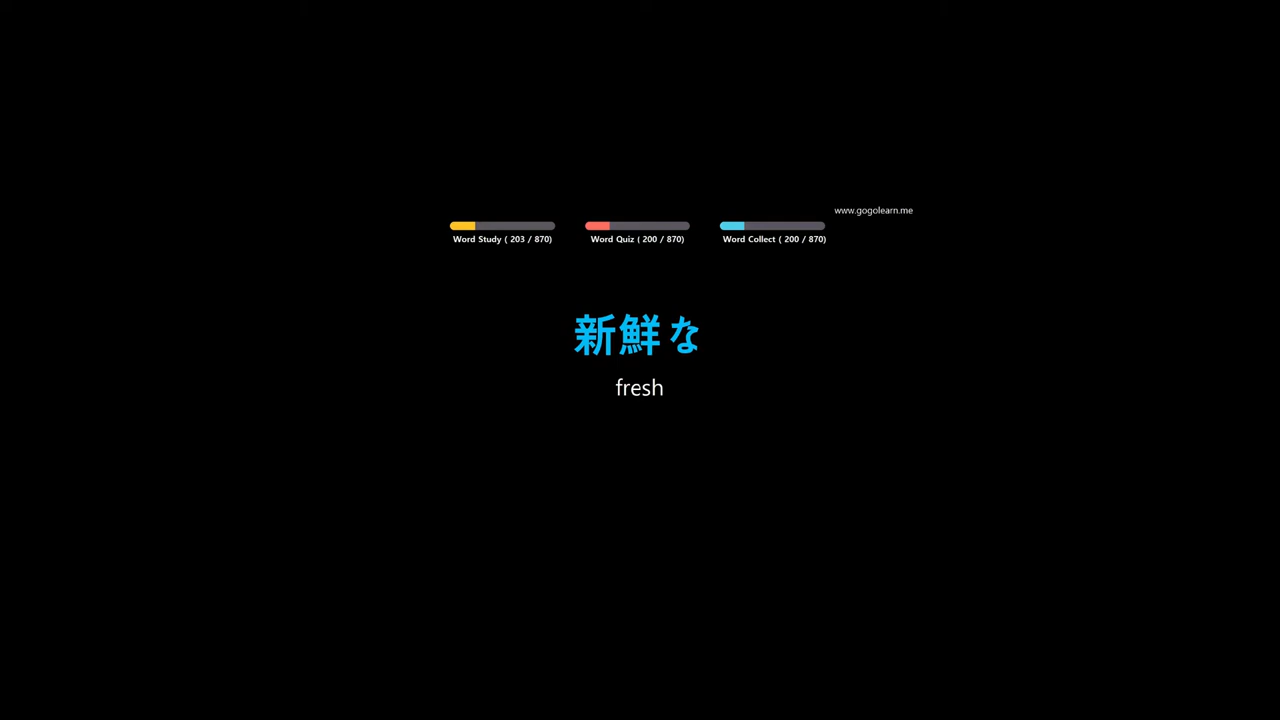 www.gogolearn.me
Word Study ( 203 / 870)
Word Quiz ( 200 / 870)
Word Collect ( 200 / 870)
新鮮な
fresh